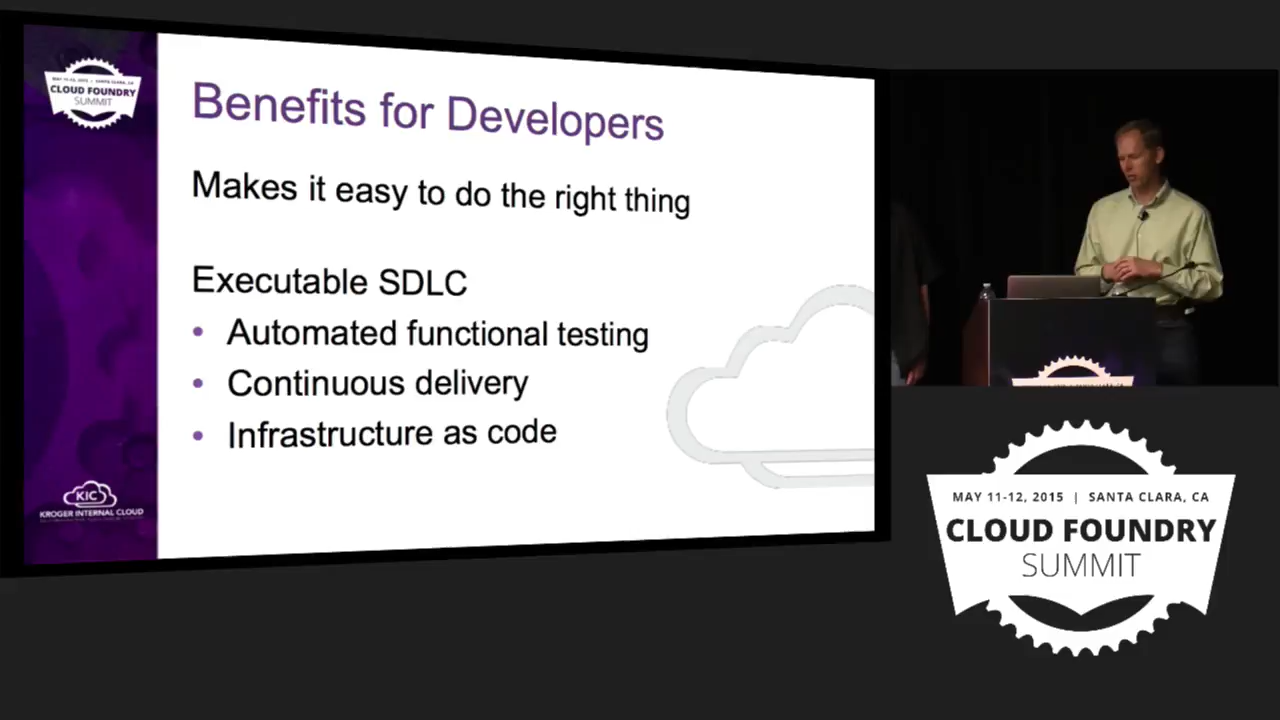 MAY 11-12, 2015 | SANTA CLARA, CA
CLOUD FOUNDRY
SUMMIT
Benefits for Developers
Makes it easy to do the right thing
Executable SDLC
• Automated functional testing
• Continuous delivery
• Infrastructure as code
KIC
KROGER INTERNAL CLOUD
MAY 11-12, 2015 | SANTA CLARA, CA
CLOUD FOUNDRY
SUMMIT